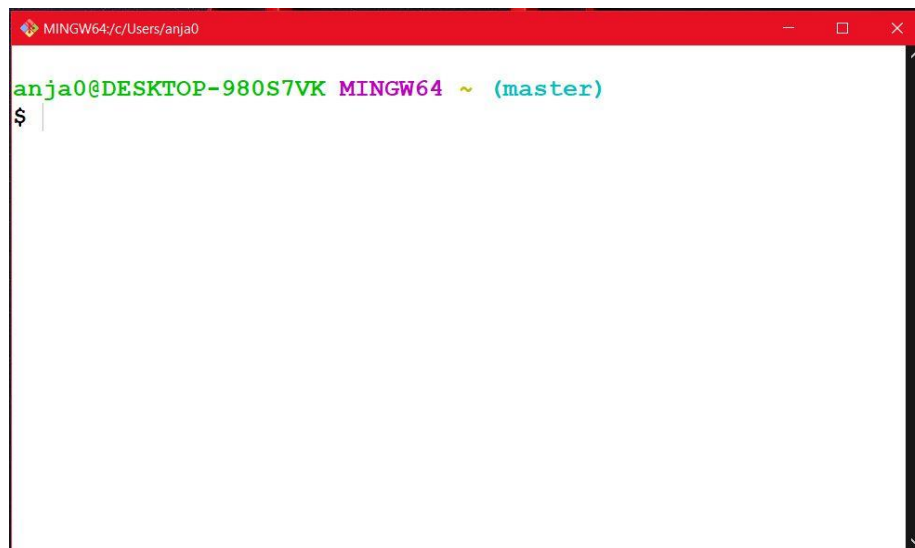 MINGW64:/c/Users/anja0
anja0@DESKTOP-980S7VK MINGW64 ~ (master)
$